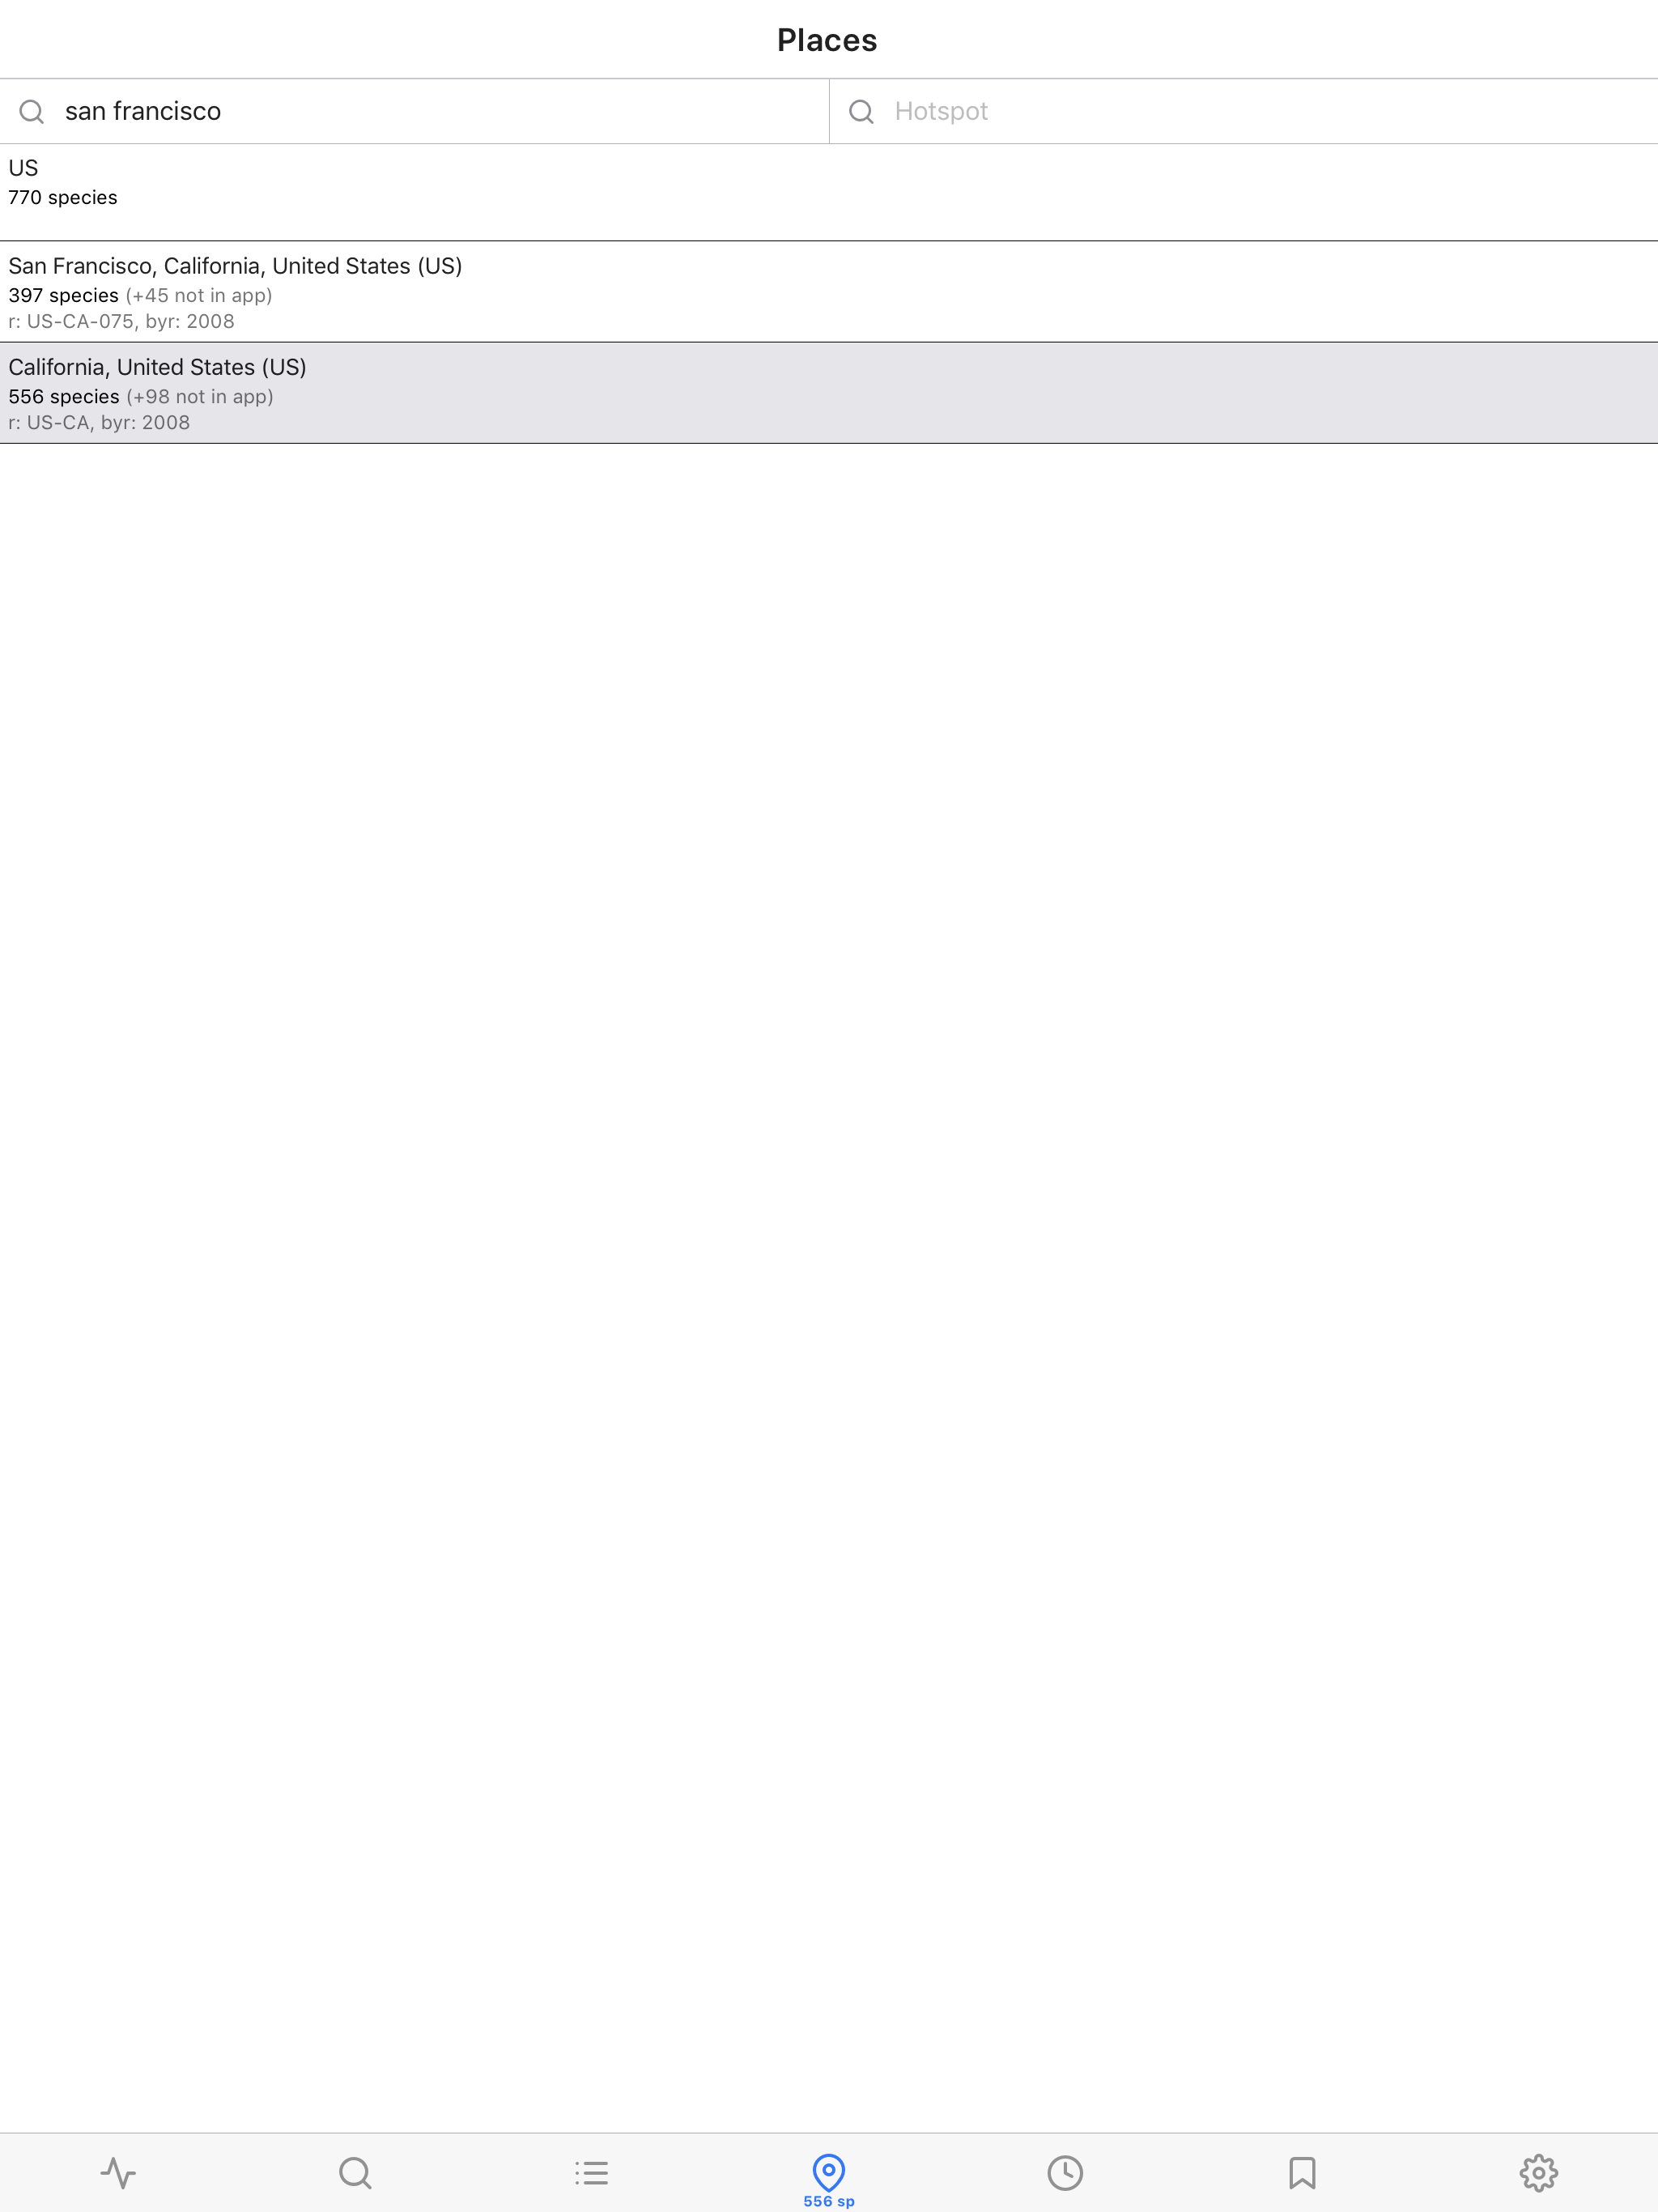 Places
san francisco
Hotspot
US
770 species
San Francisco, California, United States (US)
397 species (+45 not in app)
r: US-CA-075, byr: 2008
California, United States (US)
556 species (+98 not in app)
r: US-CA, byr: 2008
556 sp